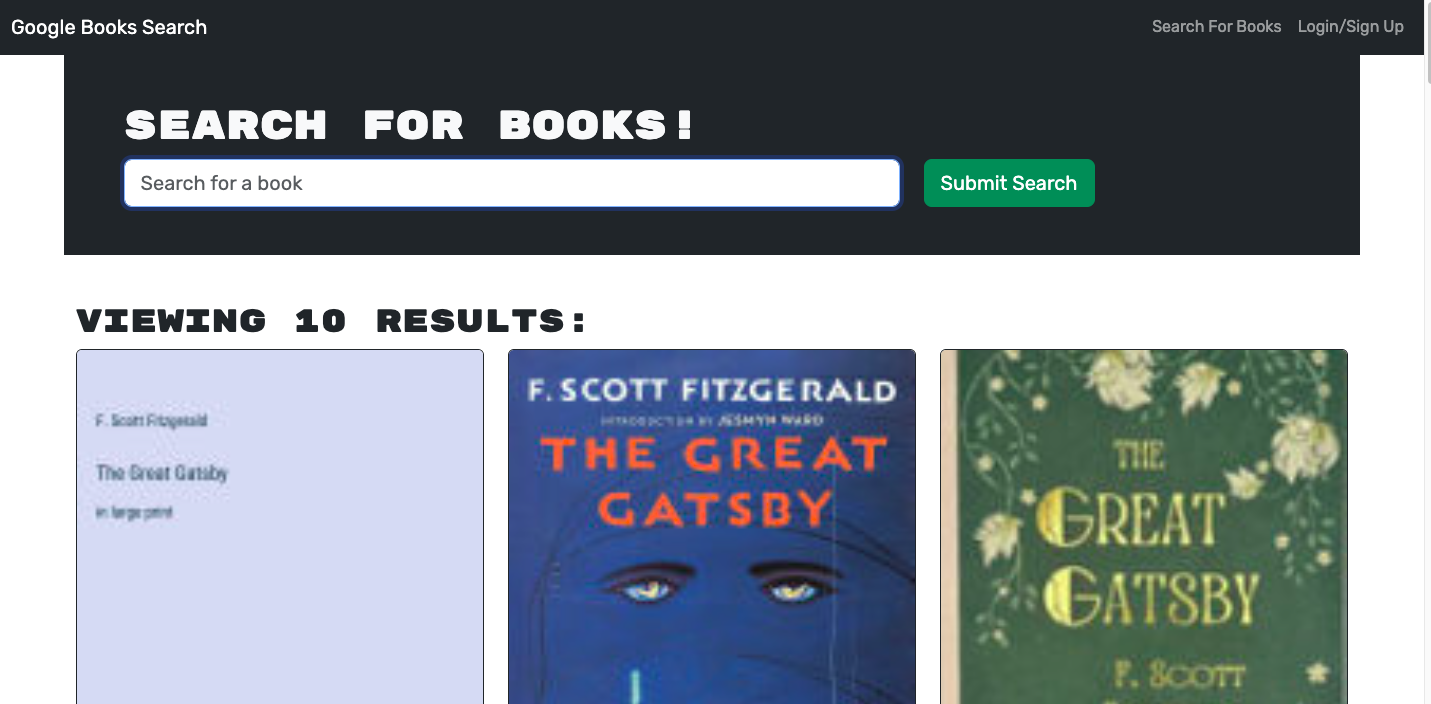 Google Books Search
Search For Books
Login/Sign Up
SEARCH FOR BOOKS!
Search for a book
Submit Search
VIEWING 10 RESULTS:
F. Scott Fitzgerald
The Great Gatsby
in large print
F. SCOTT FITZGERALD
INTRODUCTION BY JESMYN WARD
THE GREAT
GATSBY
THE
GREAT
GATSBY
F. SCOTT